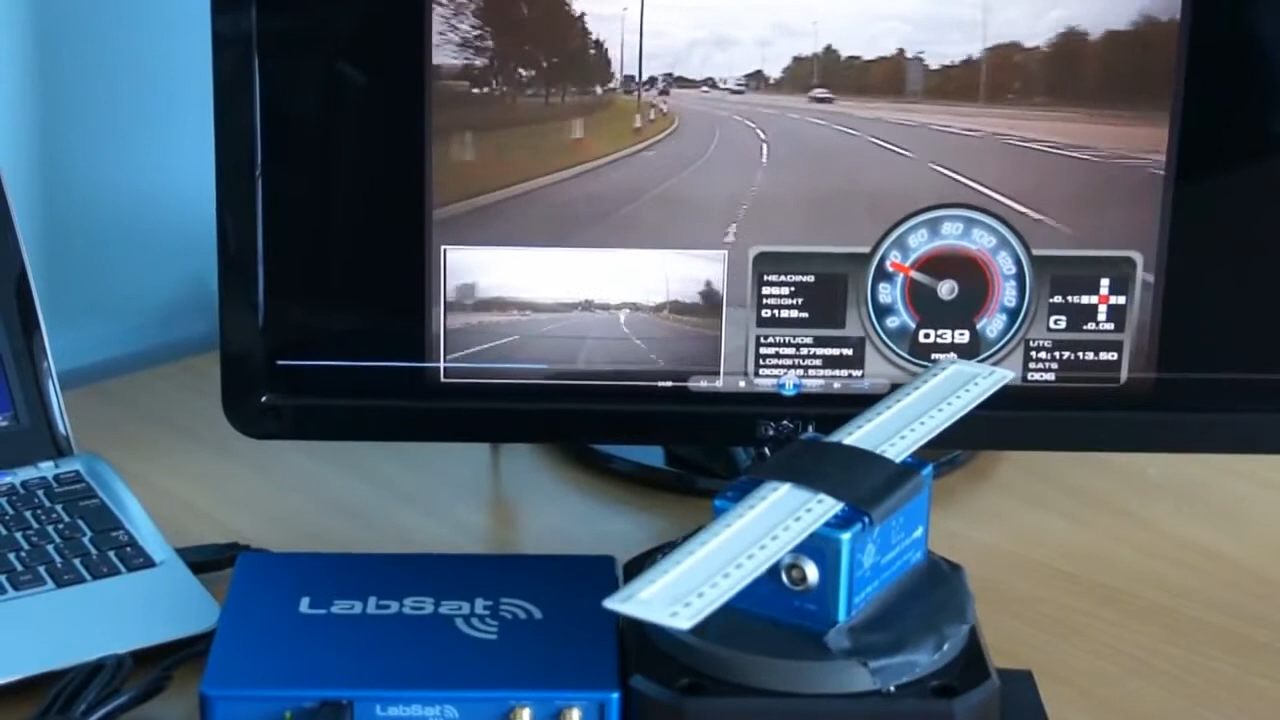 60 80 100
120
20
140
0
160
HEADING
268°
HEIGHT
0129m
039
mph
G
LATITUDE
LONGITUDE
UTC
14:17:13.50
SATS
006
LabSat
LabSat